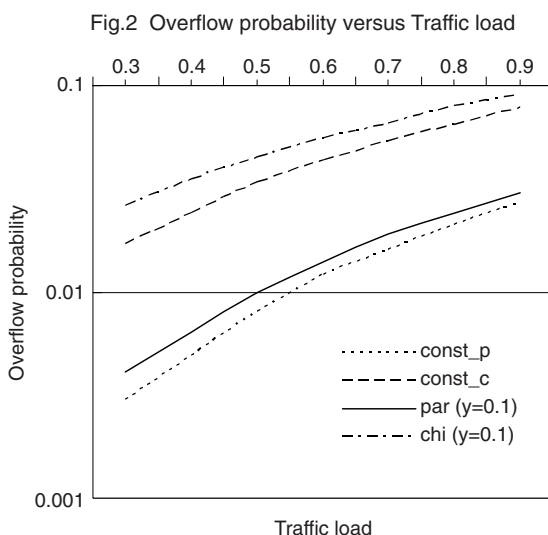 Fig.2 Overflow probability versus Traffic load
0.3 0.4 0.5 0.6 0.7 0.8 0.9
0.1
0.01
0.001
Overflow probability
const_p
const_c
par (y=0.1)
chi (y=0.1)
Traffic load